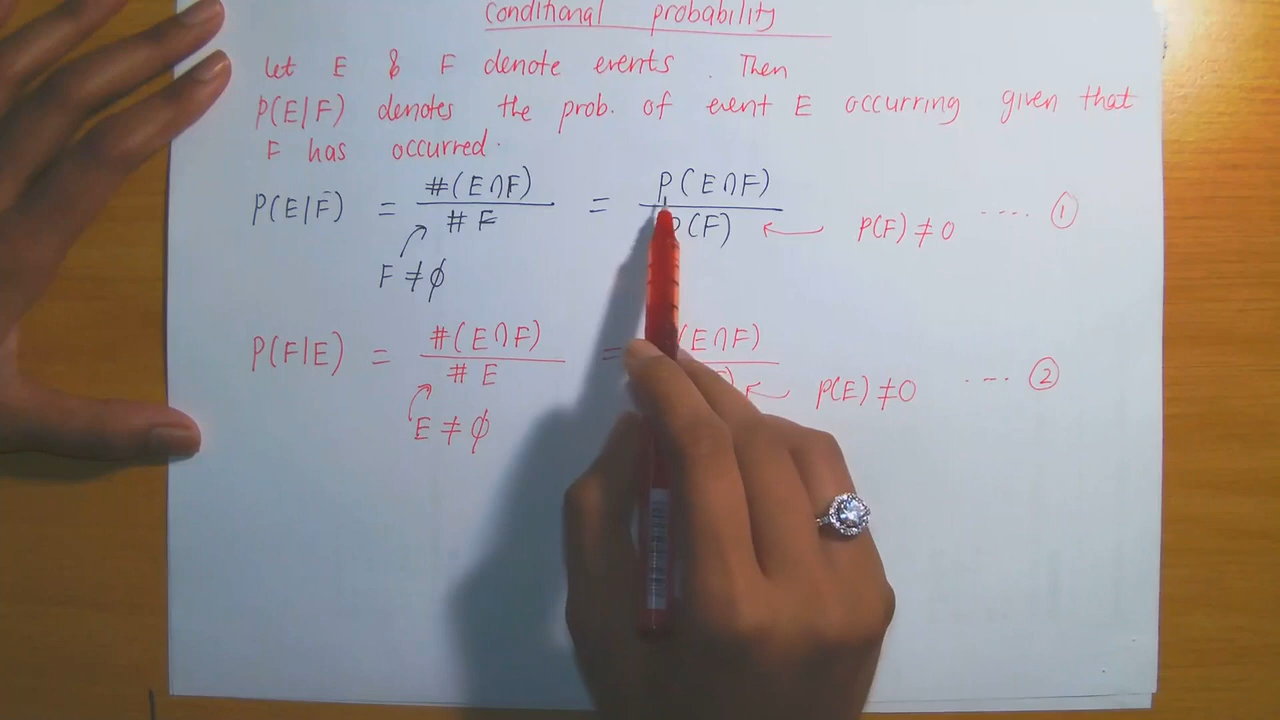 Conditional probability
Let E & F denote events. Then
P(E|F) denotes the prob. of event E occurring given that
F has occurred.
P(E|F) = #(E∩F) / #F = P(E∩F) / P(F) ← P(F) ≠ 0 .... ①
F ≠ ϕ
P(F|E) = #(E∩F) / #E = (E∩F) ← P(E) ≠ 0 .... ②
E ≠ ϕ